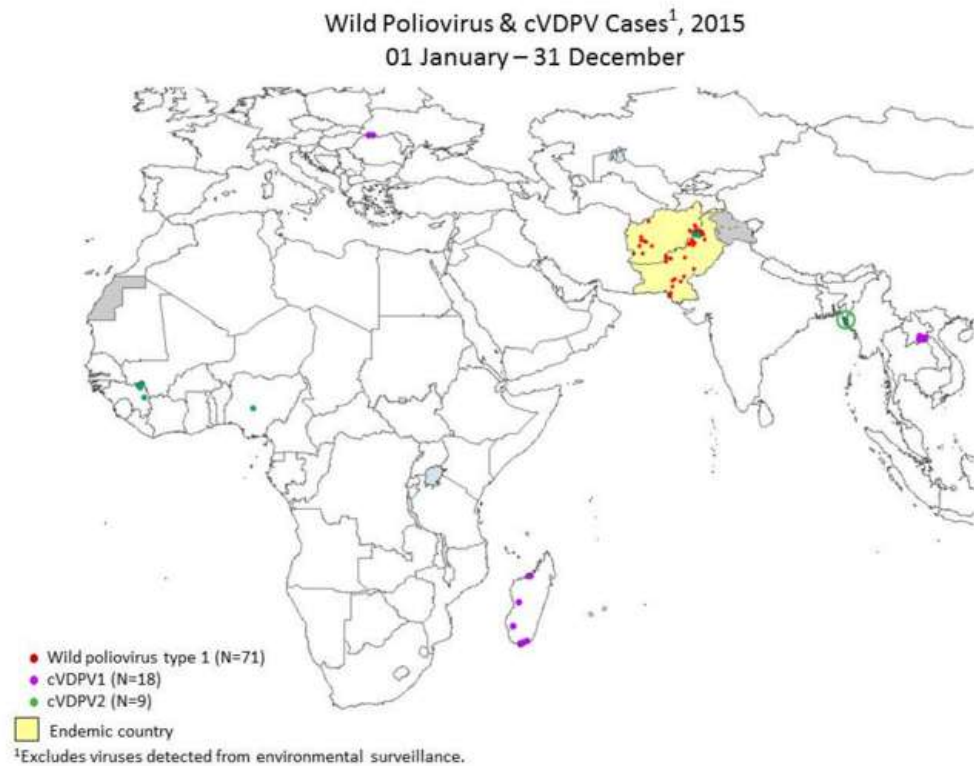 Wild Poliovirus & cVDPV Cases¹, 2015
01 January – 31 December
Wild poliovirus type 1 (N=71)
cVDPV1 (N=18)
cVDPV2 (N=9)
Endemic country
¹Excludes viruses detected from environmental surveillance.